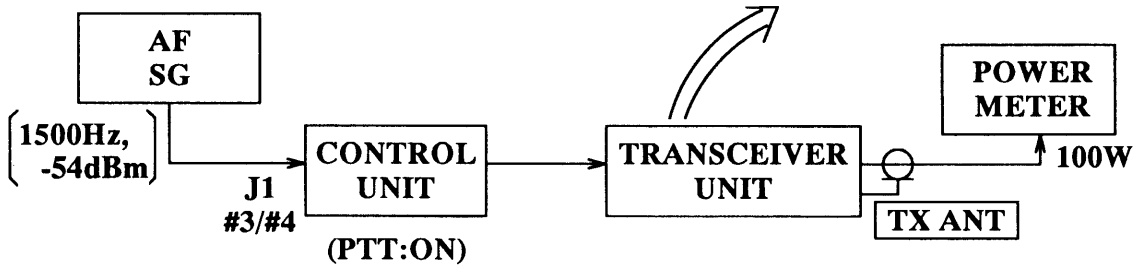 AF
SG
1500Hz,
-54dBm
J1
#3/#4
CONTROL
UNIT
(PTT:ON)
TRANSCEIVER
UNIT
TX ANT
POWER
METER
100W